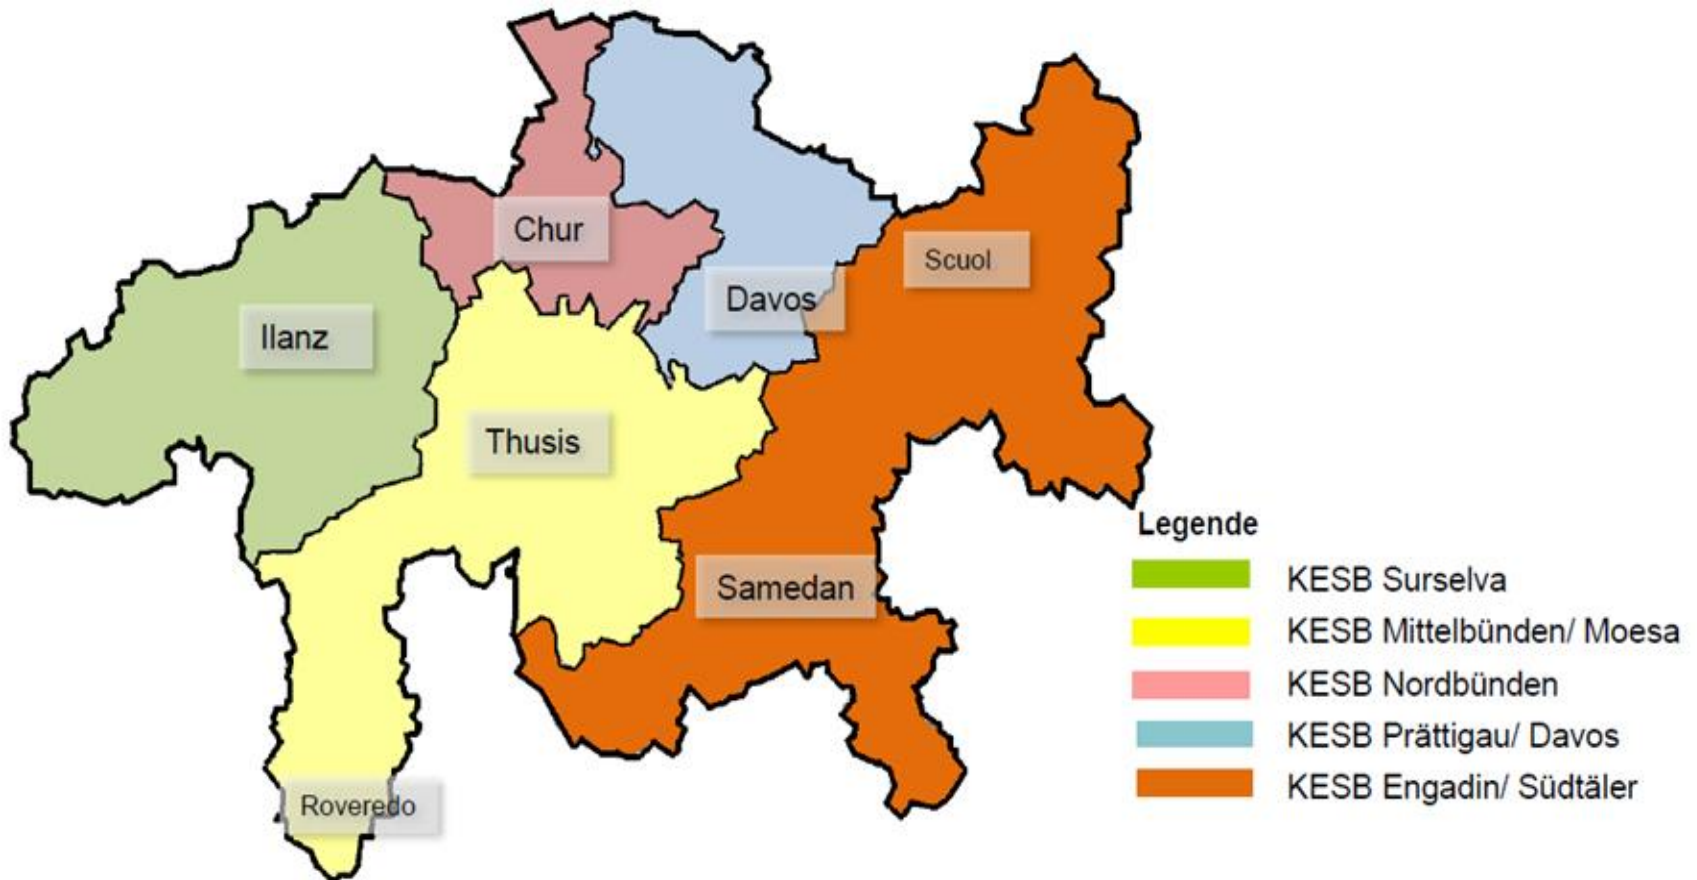 Chur
Scuol
Davos
Ilanz
Thusis
Samedan
Roveredo
Legende
KESB Surselva
KESB Mittelbünden/ Moesa
KESB Nordbünden
KESB Prättigau/ Davos
KESB Engadin/ Südtäler